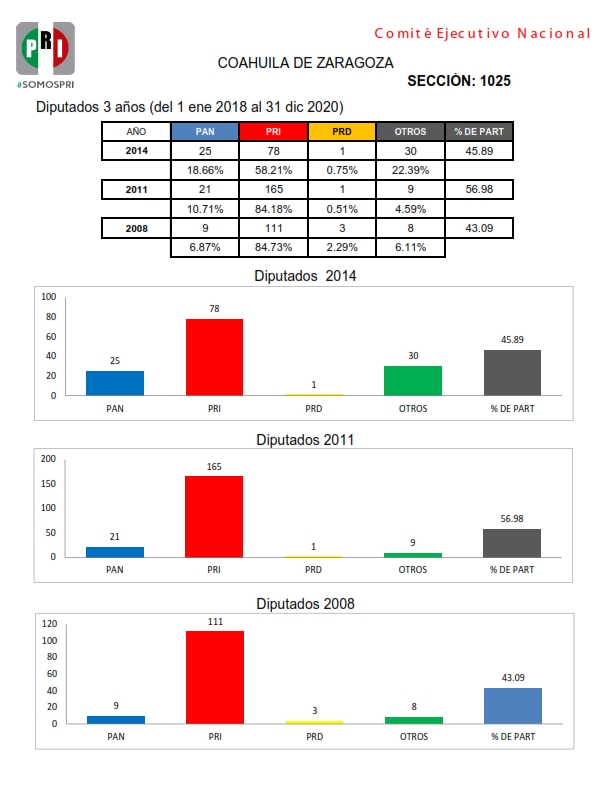 PRI
#SOMOSPRI
Comité Ejecutivo Nacional
COAHUILA DE ZARAGOZA
SECCIÓN: 1025
Diputados 3 años (del 1 ene 2018 al 31 dic 2020)
AÑO PAN PRI PRD OTROS % DE PART
2014 25 78 1 30 45.89
18.66% 58.21% 0.75% 22.39%
2011 21 165 1 9 56.98
10.71% 84.18% 0.51% 4.59%
2008 9 111 3 8 43.09
6.87% 84.73% 2.29% 6.11%
Diputados 2014
100
80
60
40
20
0
25 78 1 30 45.89
PAN PRI PRD OTROS % DE PART
Diputados 2011
200
150
100
50
0
21 165 1 9 56.98
PAN PRI PRD OTROS % DE PART
Diputados 2008
120
100
80
60
40
20
0
9 111 3 8 43.09
PAN PRI PRD OTROS % DE PART